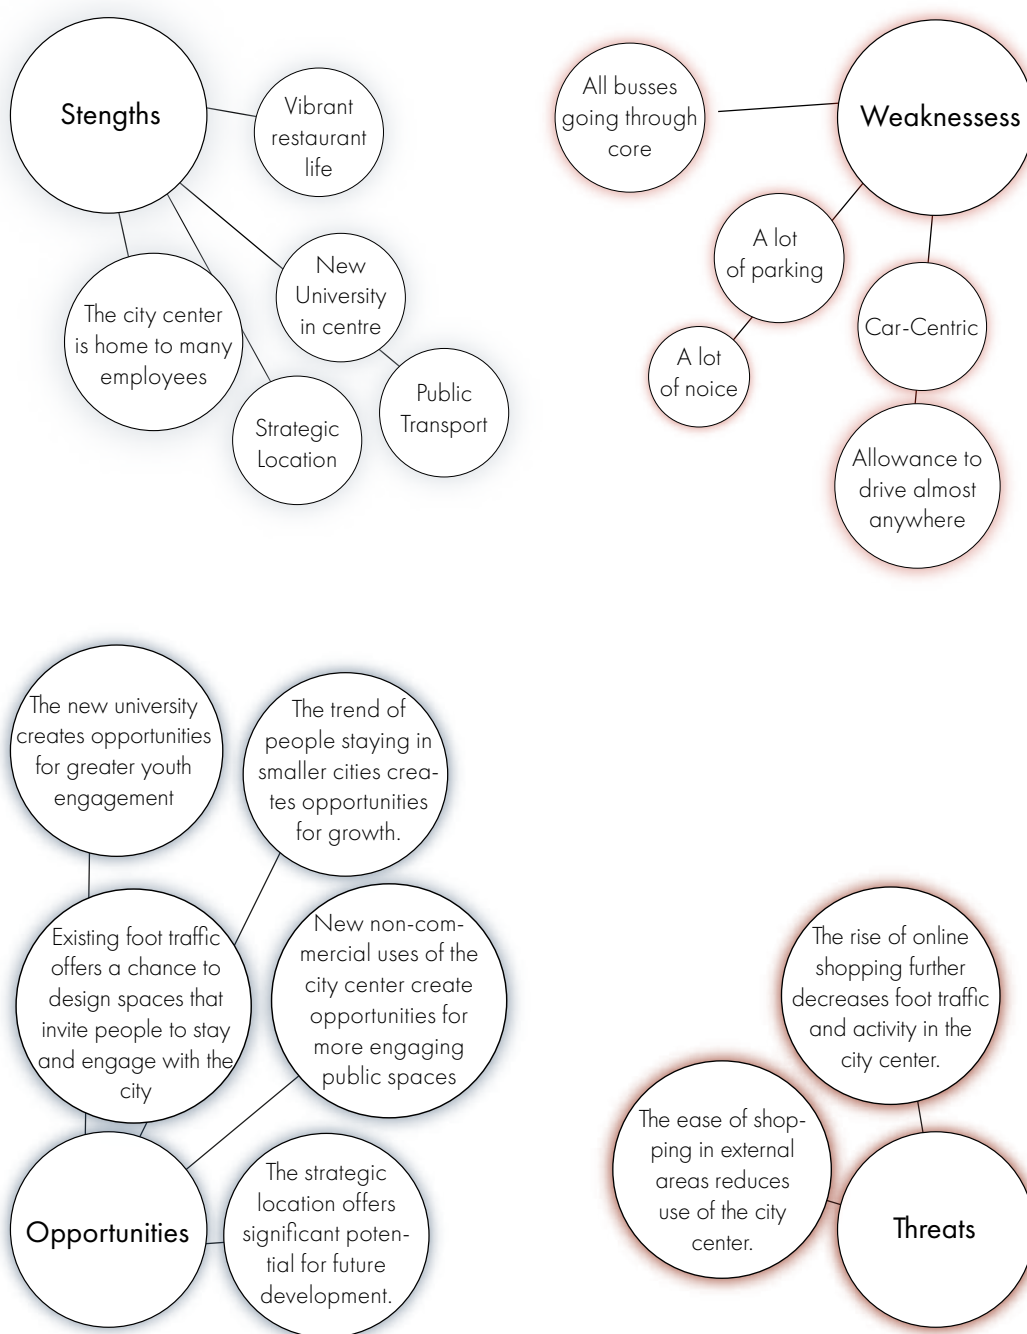 Stengths
Vibrant
restaurant
life
New
University
in centre
The city center
is home to many
employees
Public
Transport
Strategic
Location
Weaknessess
All busses
going through
core
A lot
of parking
Car-Centric
A lot
of noice
Allowance to
drive almost
anywhere
The new university
creates opportunities
for greater youth
engagement
The trend of
people staying in
smaller cities crea-
tes opportunities
for growth.
Existing foot traffic
offers a chance to
design spaces that
invite people to stay
and engage with the
city
New non-com-
mercial uses of the
city center create
opportunities for
more engaging
public spaces
Opportunities
The strategic
location offers
significant poten-
tial for future
development.
The rise of online
shopping further
decreases foot traffic
and activity in the
city center.
The ease of shop-
ping in external
areas reduces
use of the city
center.
Threats